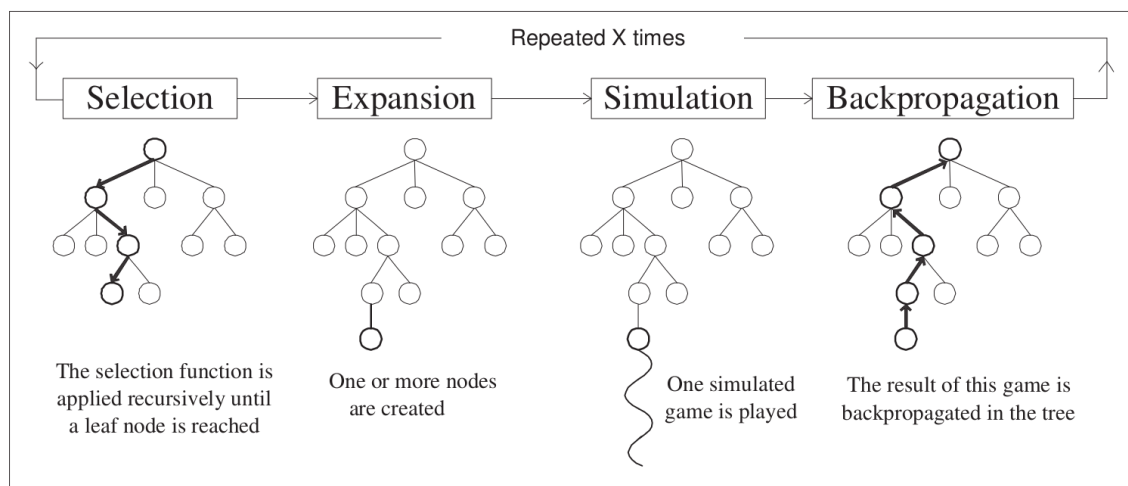 Repeated X times
Selection
Expansion
Simulation
Backpropagation
The selection function is
applied recursively until
a leaf node is reached
One or more nodes
are created
One simulated
game is played
The result of this game is
backpropagated in the tree